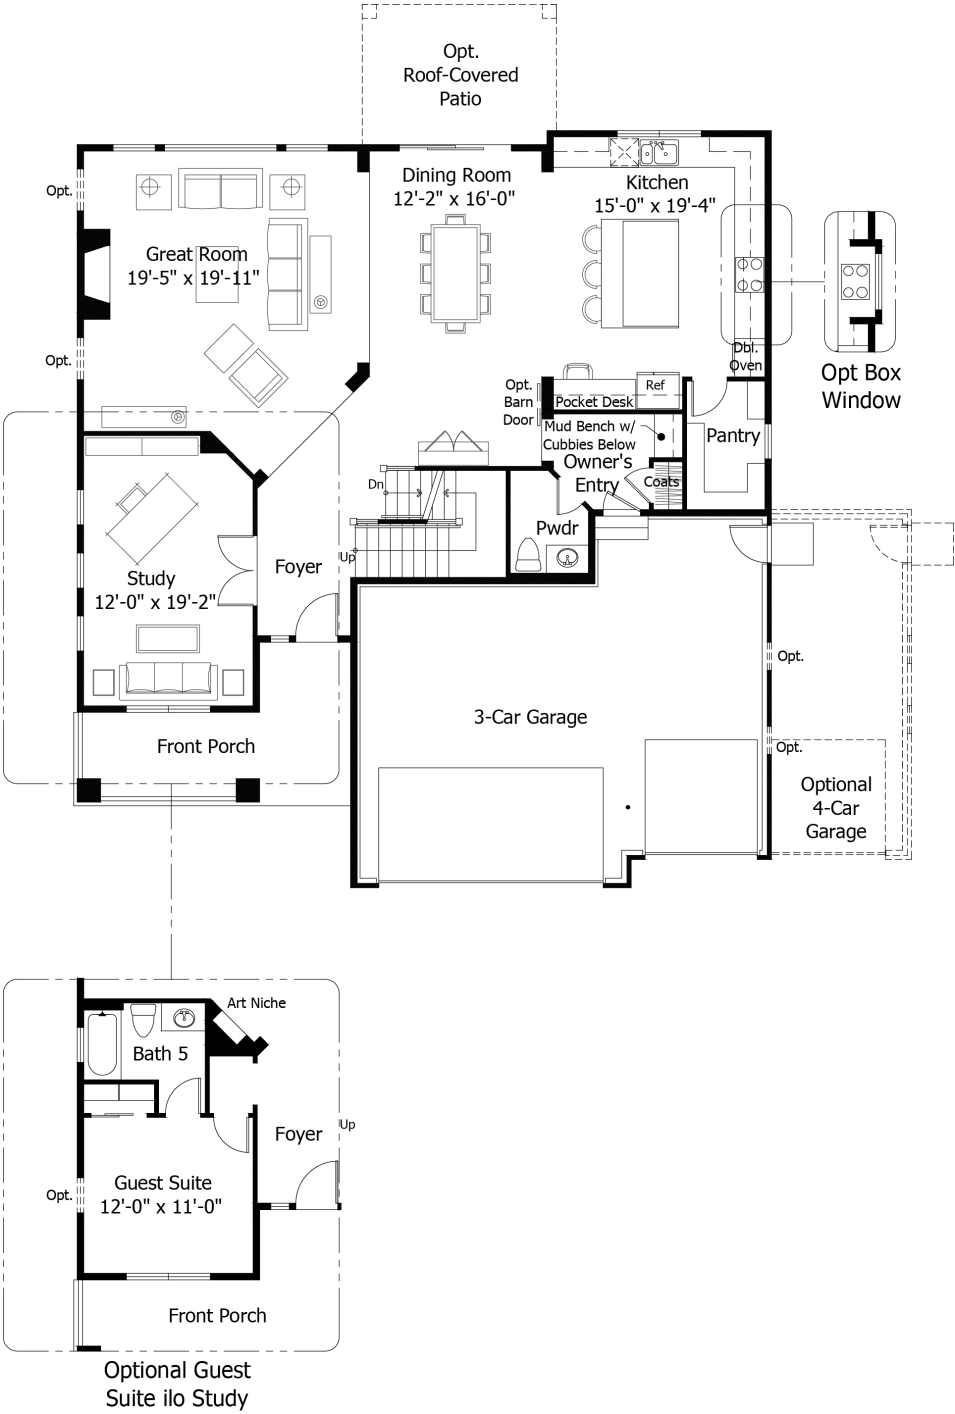 Opt.
Roof-Covered
Patio
Opt.
Dining Room
12'-2" x 16'-0"
Kitchen
15'-0" x 19'-4"
Great Room
19'-5" x 19'-11"
Opt.
Dbl.
Oven
Opt Box
Window
Opt.
Barn
Door
Ref
Pocket Desk
Mud Bench w/
Cubbies Below
Pantry
Owner's
Entry
Coats
Dn
Pwdr
Up
Foyer
Study
12'-0" x 19'-2"
Opt.
3-Car Garage
Front Porch
Opt.
Optional
4-Car
Garage
Art Niche
Bath 5
Foyer
Up
Guest Suite
12'-0" x 11'-0"
Opt.
Front Porch
Optional Guest
Suite ilo Study